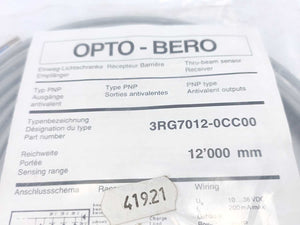 OPTO - BERO
Einweg-Lichtschranke Récepteur Barrière Thru-beam sensor
Empfänger Receiver
Typ PNP Type PNP PNP type
Ausgänge Sorties antivalentes Antivalent outputs
antivalent
Typenbezeichnung
Désignation du type 3RG7012-0CC00
Part number
Reichweite
Portée 12'000 mm
Sensing range
Anschlussschema Wiring
41921